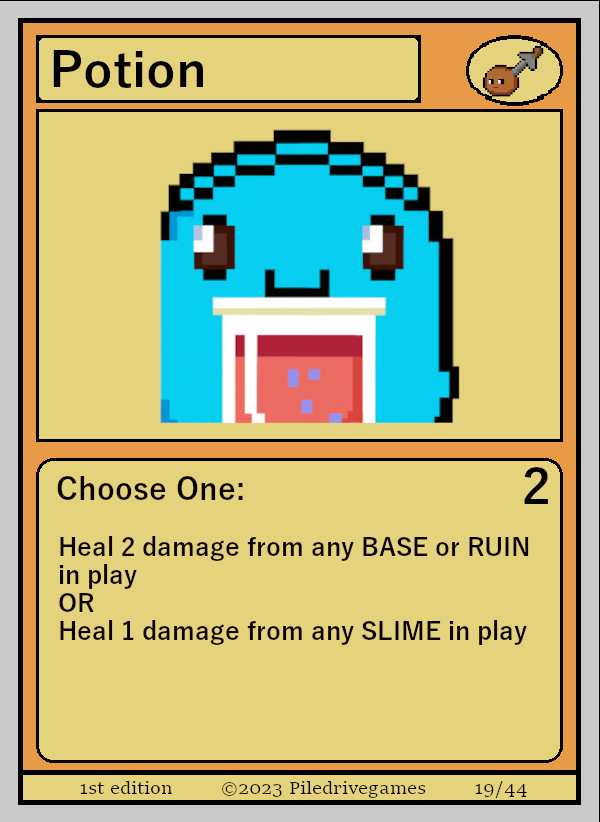 Potion
Choose One:
2
Heal 2 damage from any BASE or RUIN
in play
OR
Heal 1 damage from any SLIME in play
1st edition ©2023 Piledrivegames 19/44